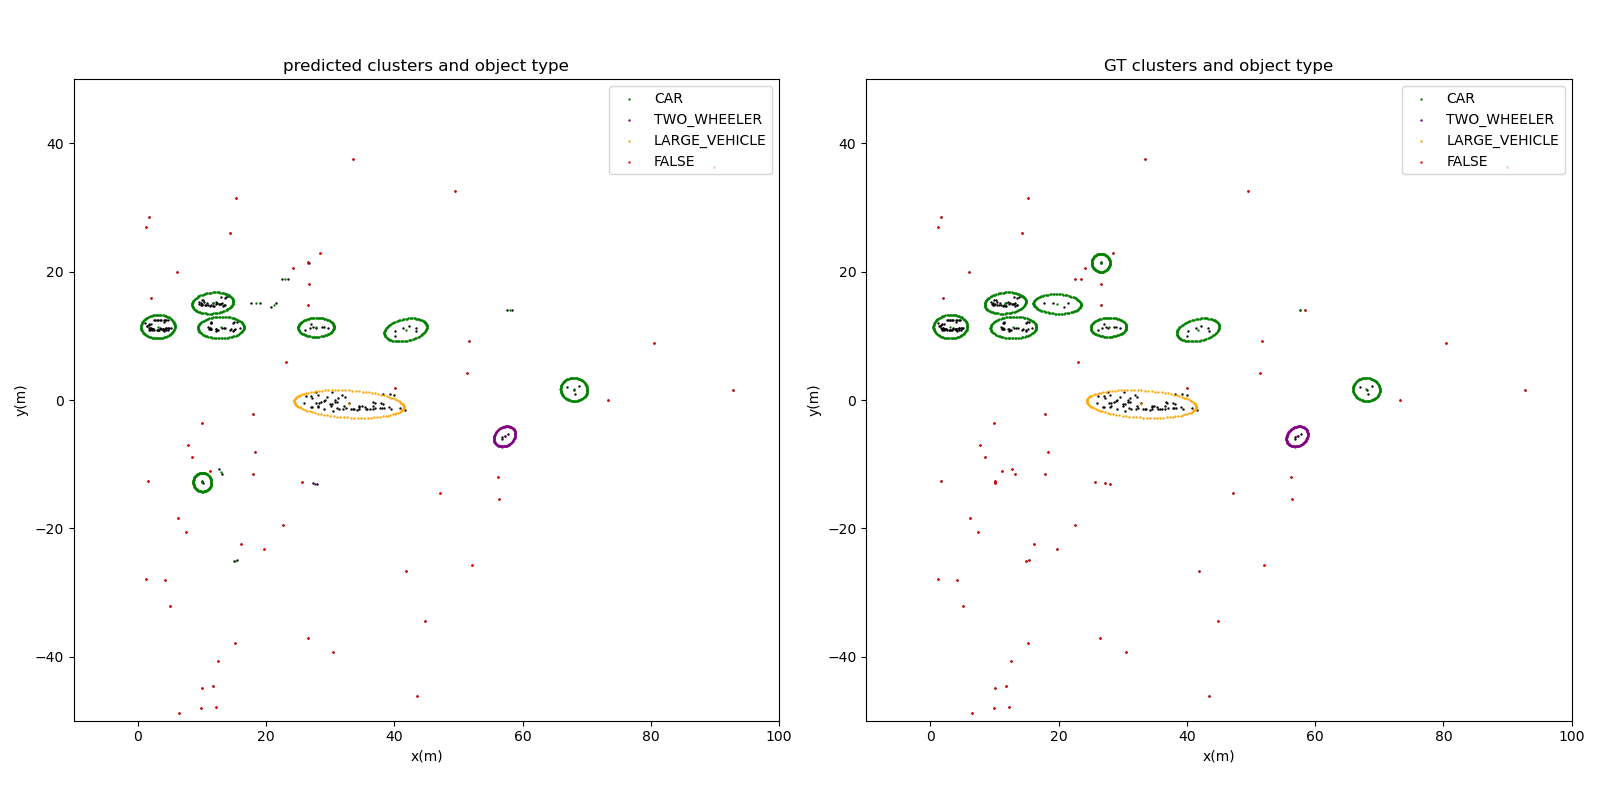 predicted clusters and object type
CAR
TWO_WHEELER
LARGE_VEHICLE
FALSE
40
20
0
−20
−40
y(m)
0
20
40
60
80
100
x(m)
GT clusters and object type
CAR
TWO_WHEELER
LARGE_VEHICLE
FALSE
40
20
0
−20
−40
y(m)
0
20
40
60
80
100
x(m)